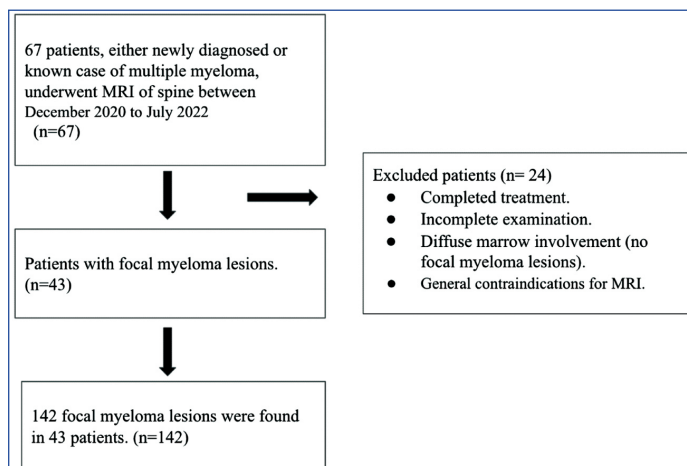 67 patients, either newly diagnosed or
known case of multiple myeloma,
underwent MRI of spine between
December 2020 to July 2022
(n=67)
Excluded patients (n= 24)
● Completed treatment.
● Incomplete examination.
● Diffuse marrow involvement (no
focal myeloma lesions).
● General contraindications for MRI.
Patients with focal myeloma lesions.
(n=43)
142 focal myeloma lesions were found
in 43 patients. (n=142)